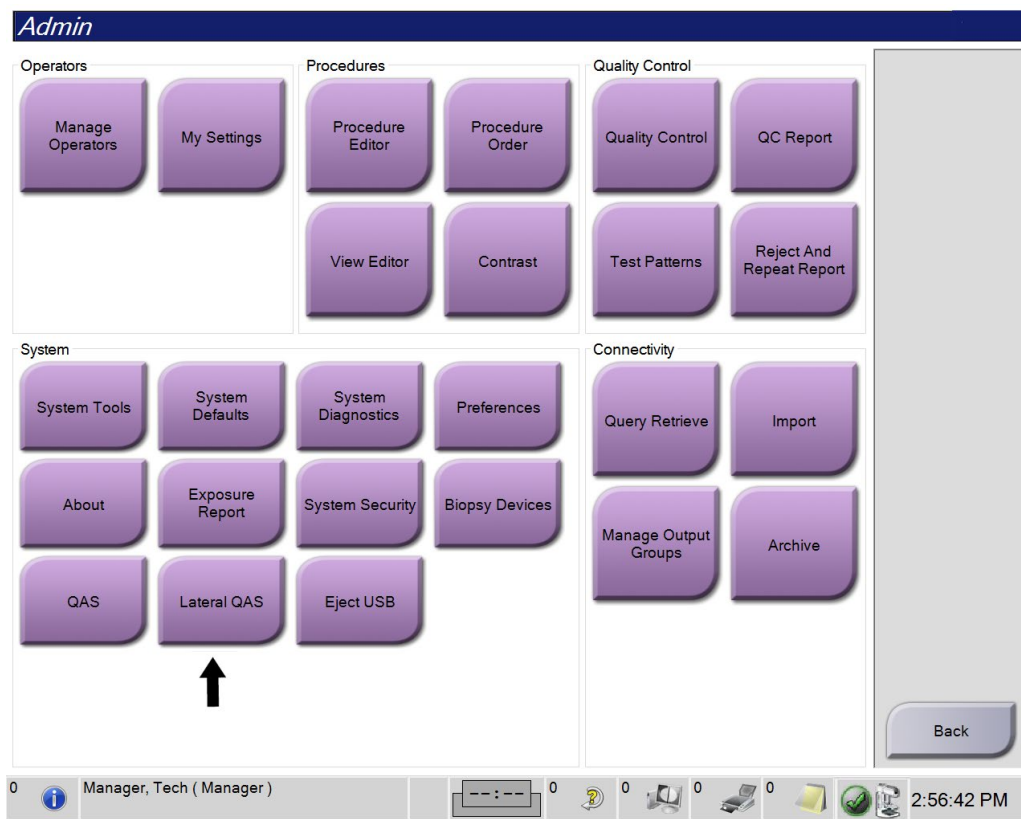 Admin
Operators
Manage
Operators
My Settings
Procedures
Procedure
Editor
Procedure
Order
View Editor
Contrast
Quality Control
Quality Control
QC Report
Test Patterns
Reject And
Repeat Report
System
System Tools
System
Defaults
System
Diagnostics
Preferences
About
Exposure
Report
System Security
Biopsy Devices
QAS
Lateral QAS
Eject USB
Connectivity
Query Retrieve
Import
Manage Output
Groups
Archive
Back
0
Manager, Tech ( Manager )
--:--
0
0
0
0
2:56:42 PM